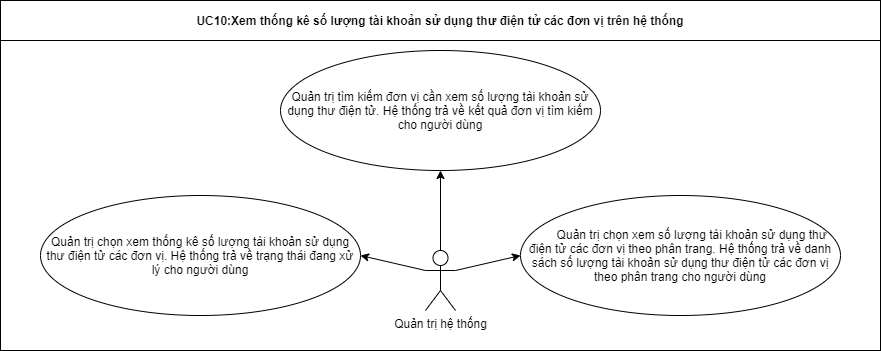 UC10:Xem thống kê số lượng tài khoản sử dụng thư điện tử các đơn vị trên hệ thống
Quản trị tìm kiếm đơn vị cần xem số lượng tài khoản sử
dụng thư điện tử. Hệ thống trả về kết quả đơn vị tìm kiếm
cho người dùng
Quản trị chọn xem thống kê số lượng tài khoản sử dụng
thư điện tử các đơn vị. Hệ thống trả về trạng thái đang xử
lý cho người dùng
Quản trị chọn xem số lượng tài khoản sử dụng thư
điện tử các đơn vị theo phân trang. Hệ thống trả về danh
sách số lượng tài khoản sử dụng thư điện tử các đơn vị
theo phân trang cho người dùng
Quản trị hệ thống